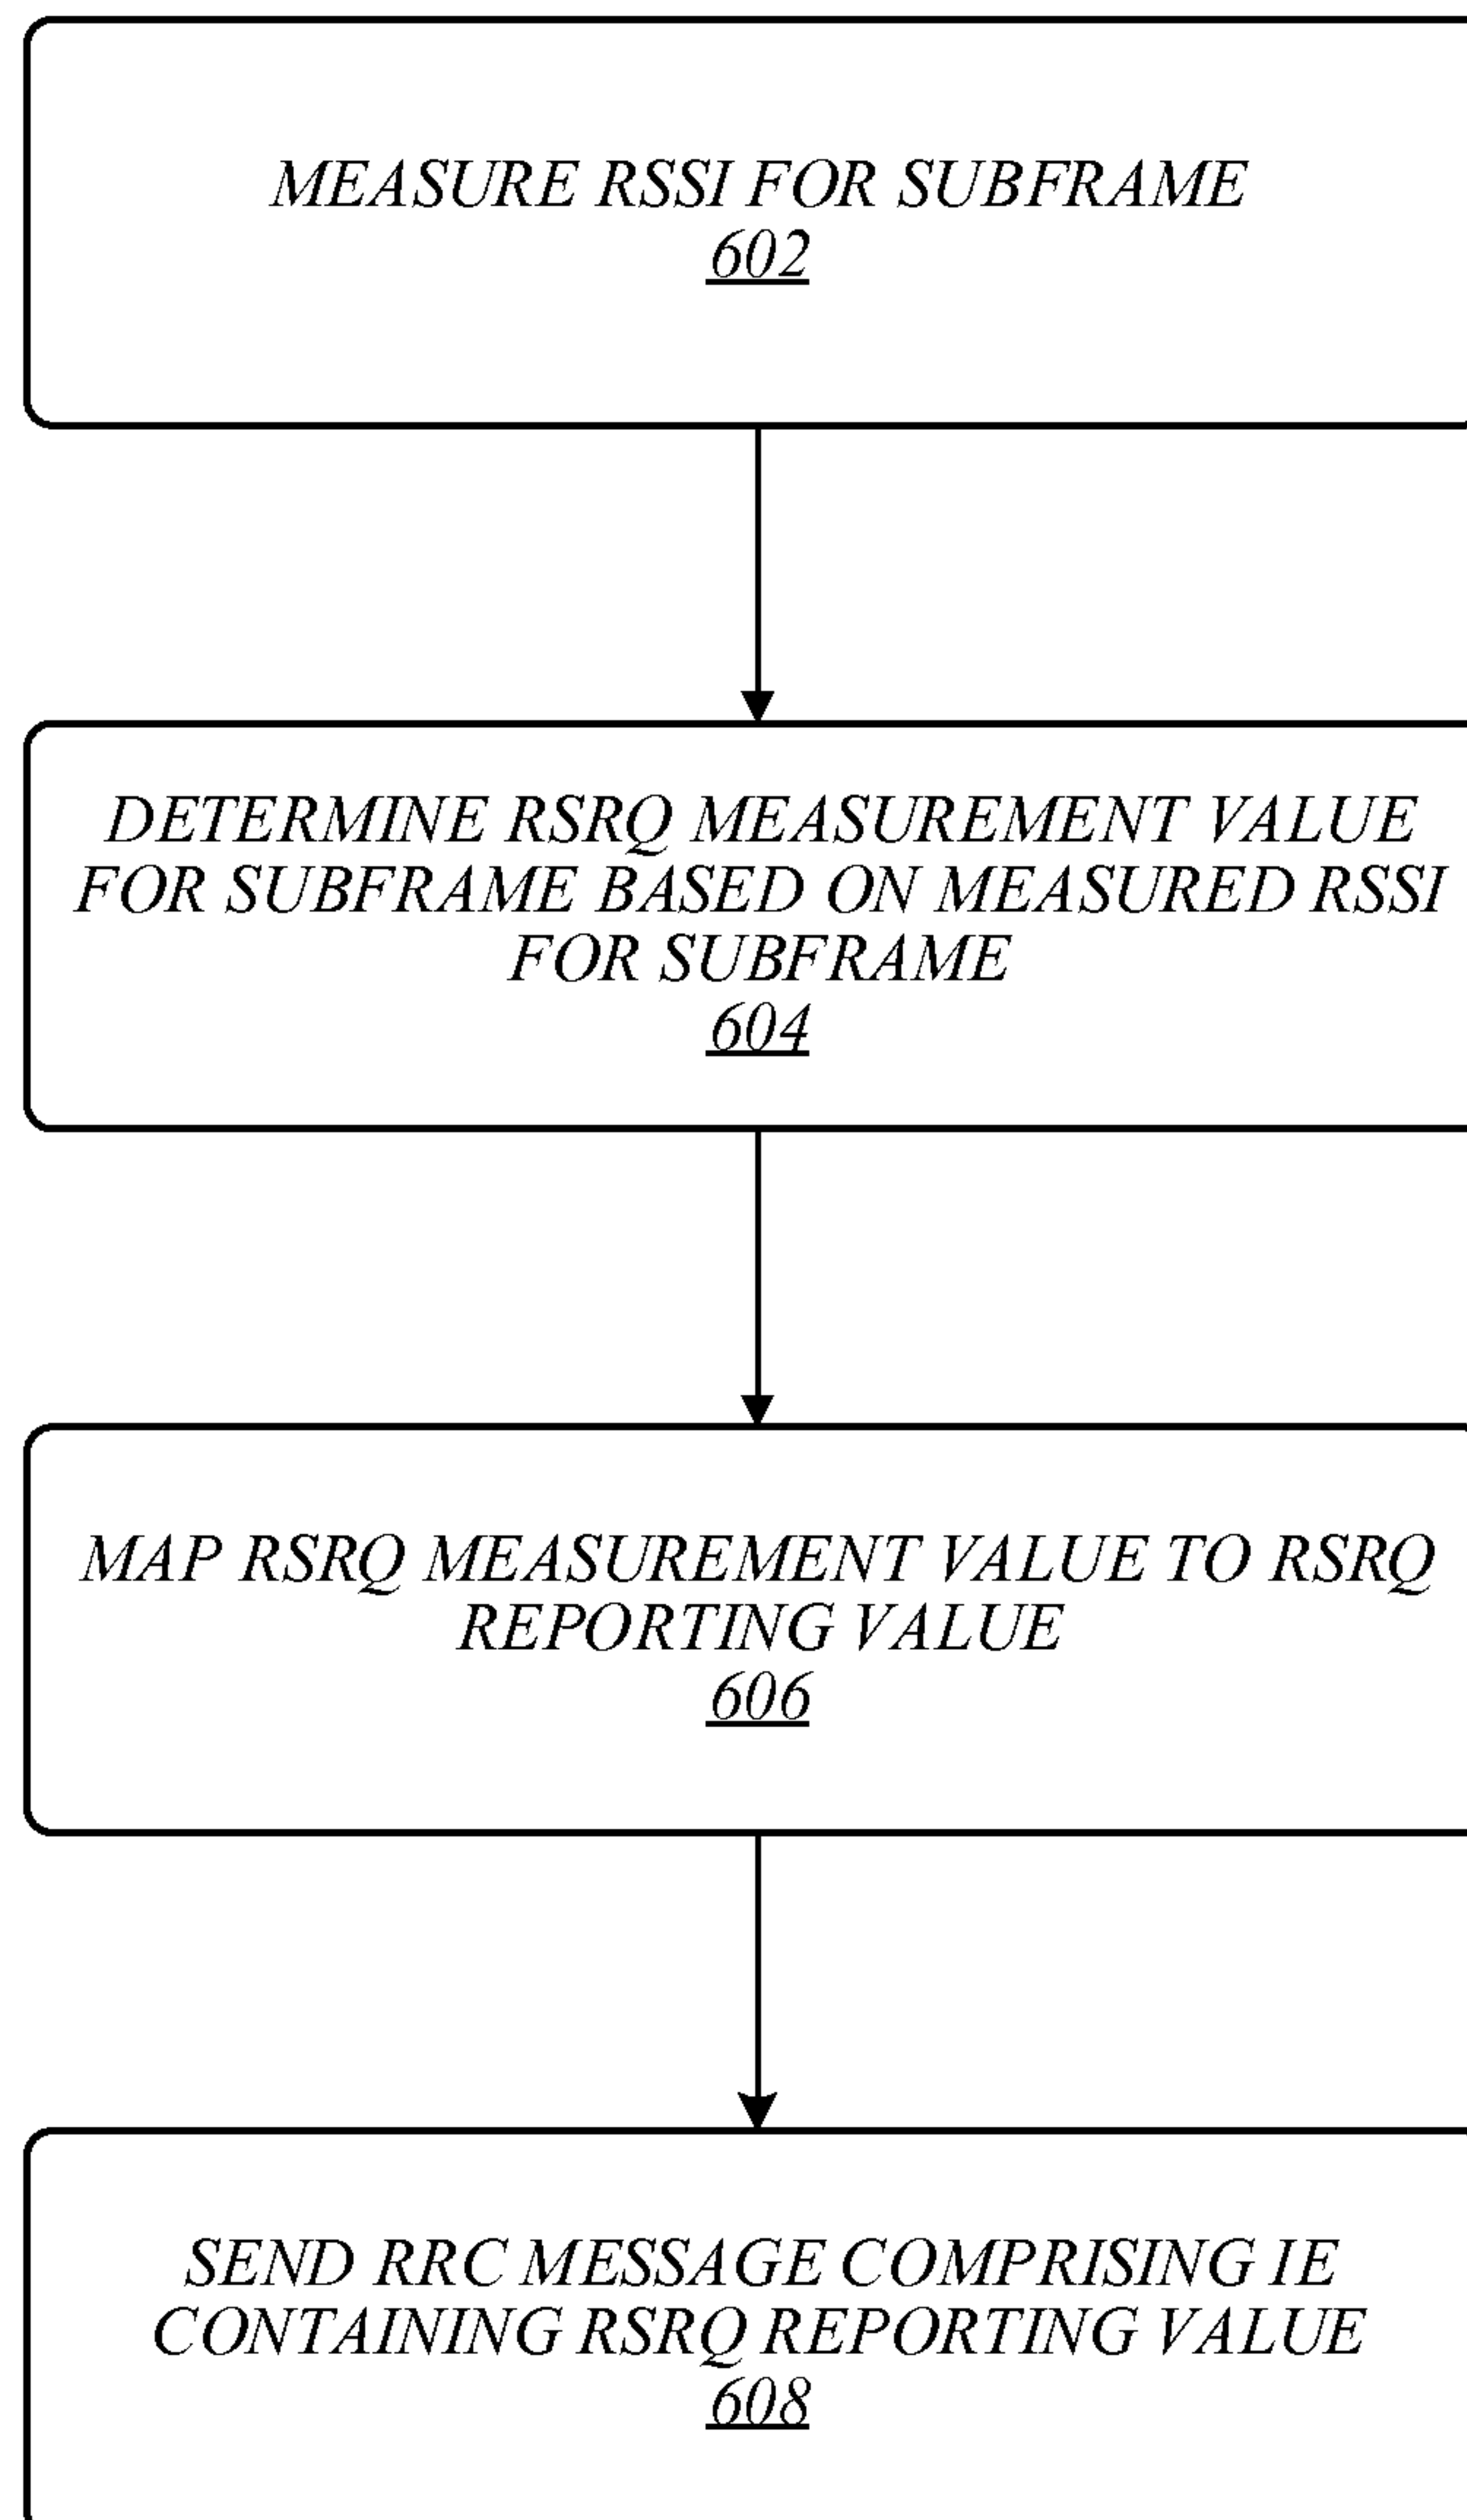 MEASURE RSSI FOR SUBFRAME
602
DETERMINE RSRQ MEASUREMENT VALUE
FOR SUBFRAME BASED ON MEASURED RSSI
FOR SUBFRAME
604
MAP RSRQ MEASUREMENT VALUE TO RSRQ
REPORTING VALUE
606
SEND RRC MESSAGE COMPRISING IE
CONTAINING RSRQ REPORTING VALUE
608